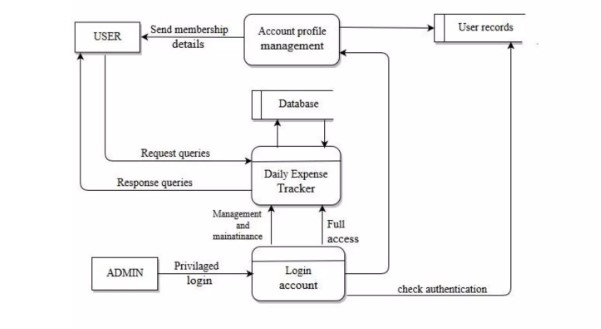 USER
Send membership
details
Account profile
management
User records
Database
Request queries
Daily Expense
Tracker
Response queries
Management
and
mainatinance
Full
access
ADMIN
Privilaged
login
Login
account
check authentication